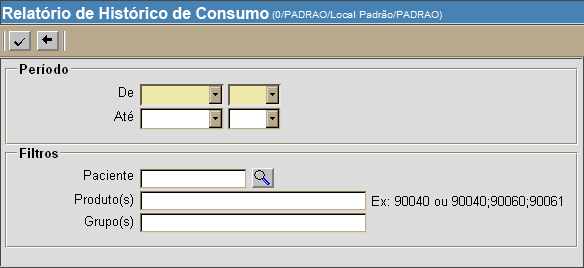 Relatório de Histórico de Consumo (0/PADRAO/Local Padrão/PADRAO)
Período
De
Até
Filtros
Paciente
Produto(s) Ex: 90040 ou 90040;90060;90061
Grupo(s)